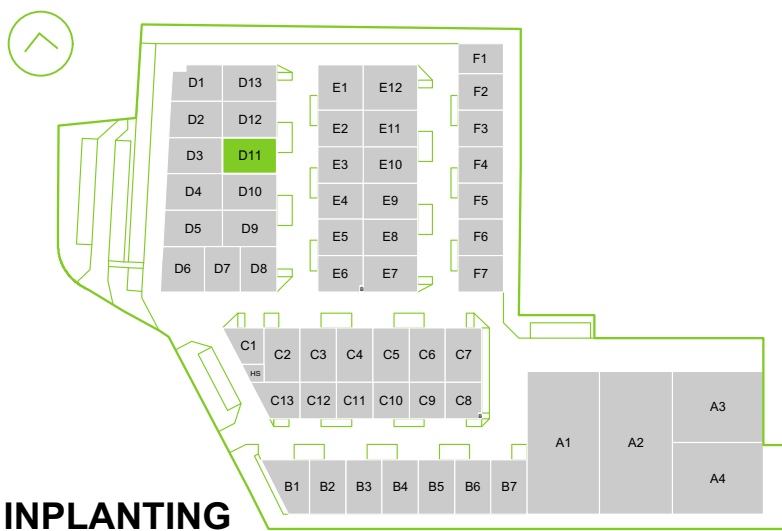 F1
D1 D13 E1 E12 F2
D2 D12 E2 E11 F3
D3 D11 E3 E10 F4
D4 D10 E4 E9 F5
D5 D9 E5 E8 F6
D6 D7 D8 E6 E7 F7
B
C1 C2 C3 C4 C5 C6 C7
HS
C13 C12 C11 C10 C9 C8
B
A1 A2 A3
A4
B1 B2 B3 B4 B5 B6 B7
INPLANTING